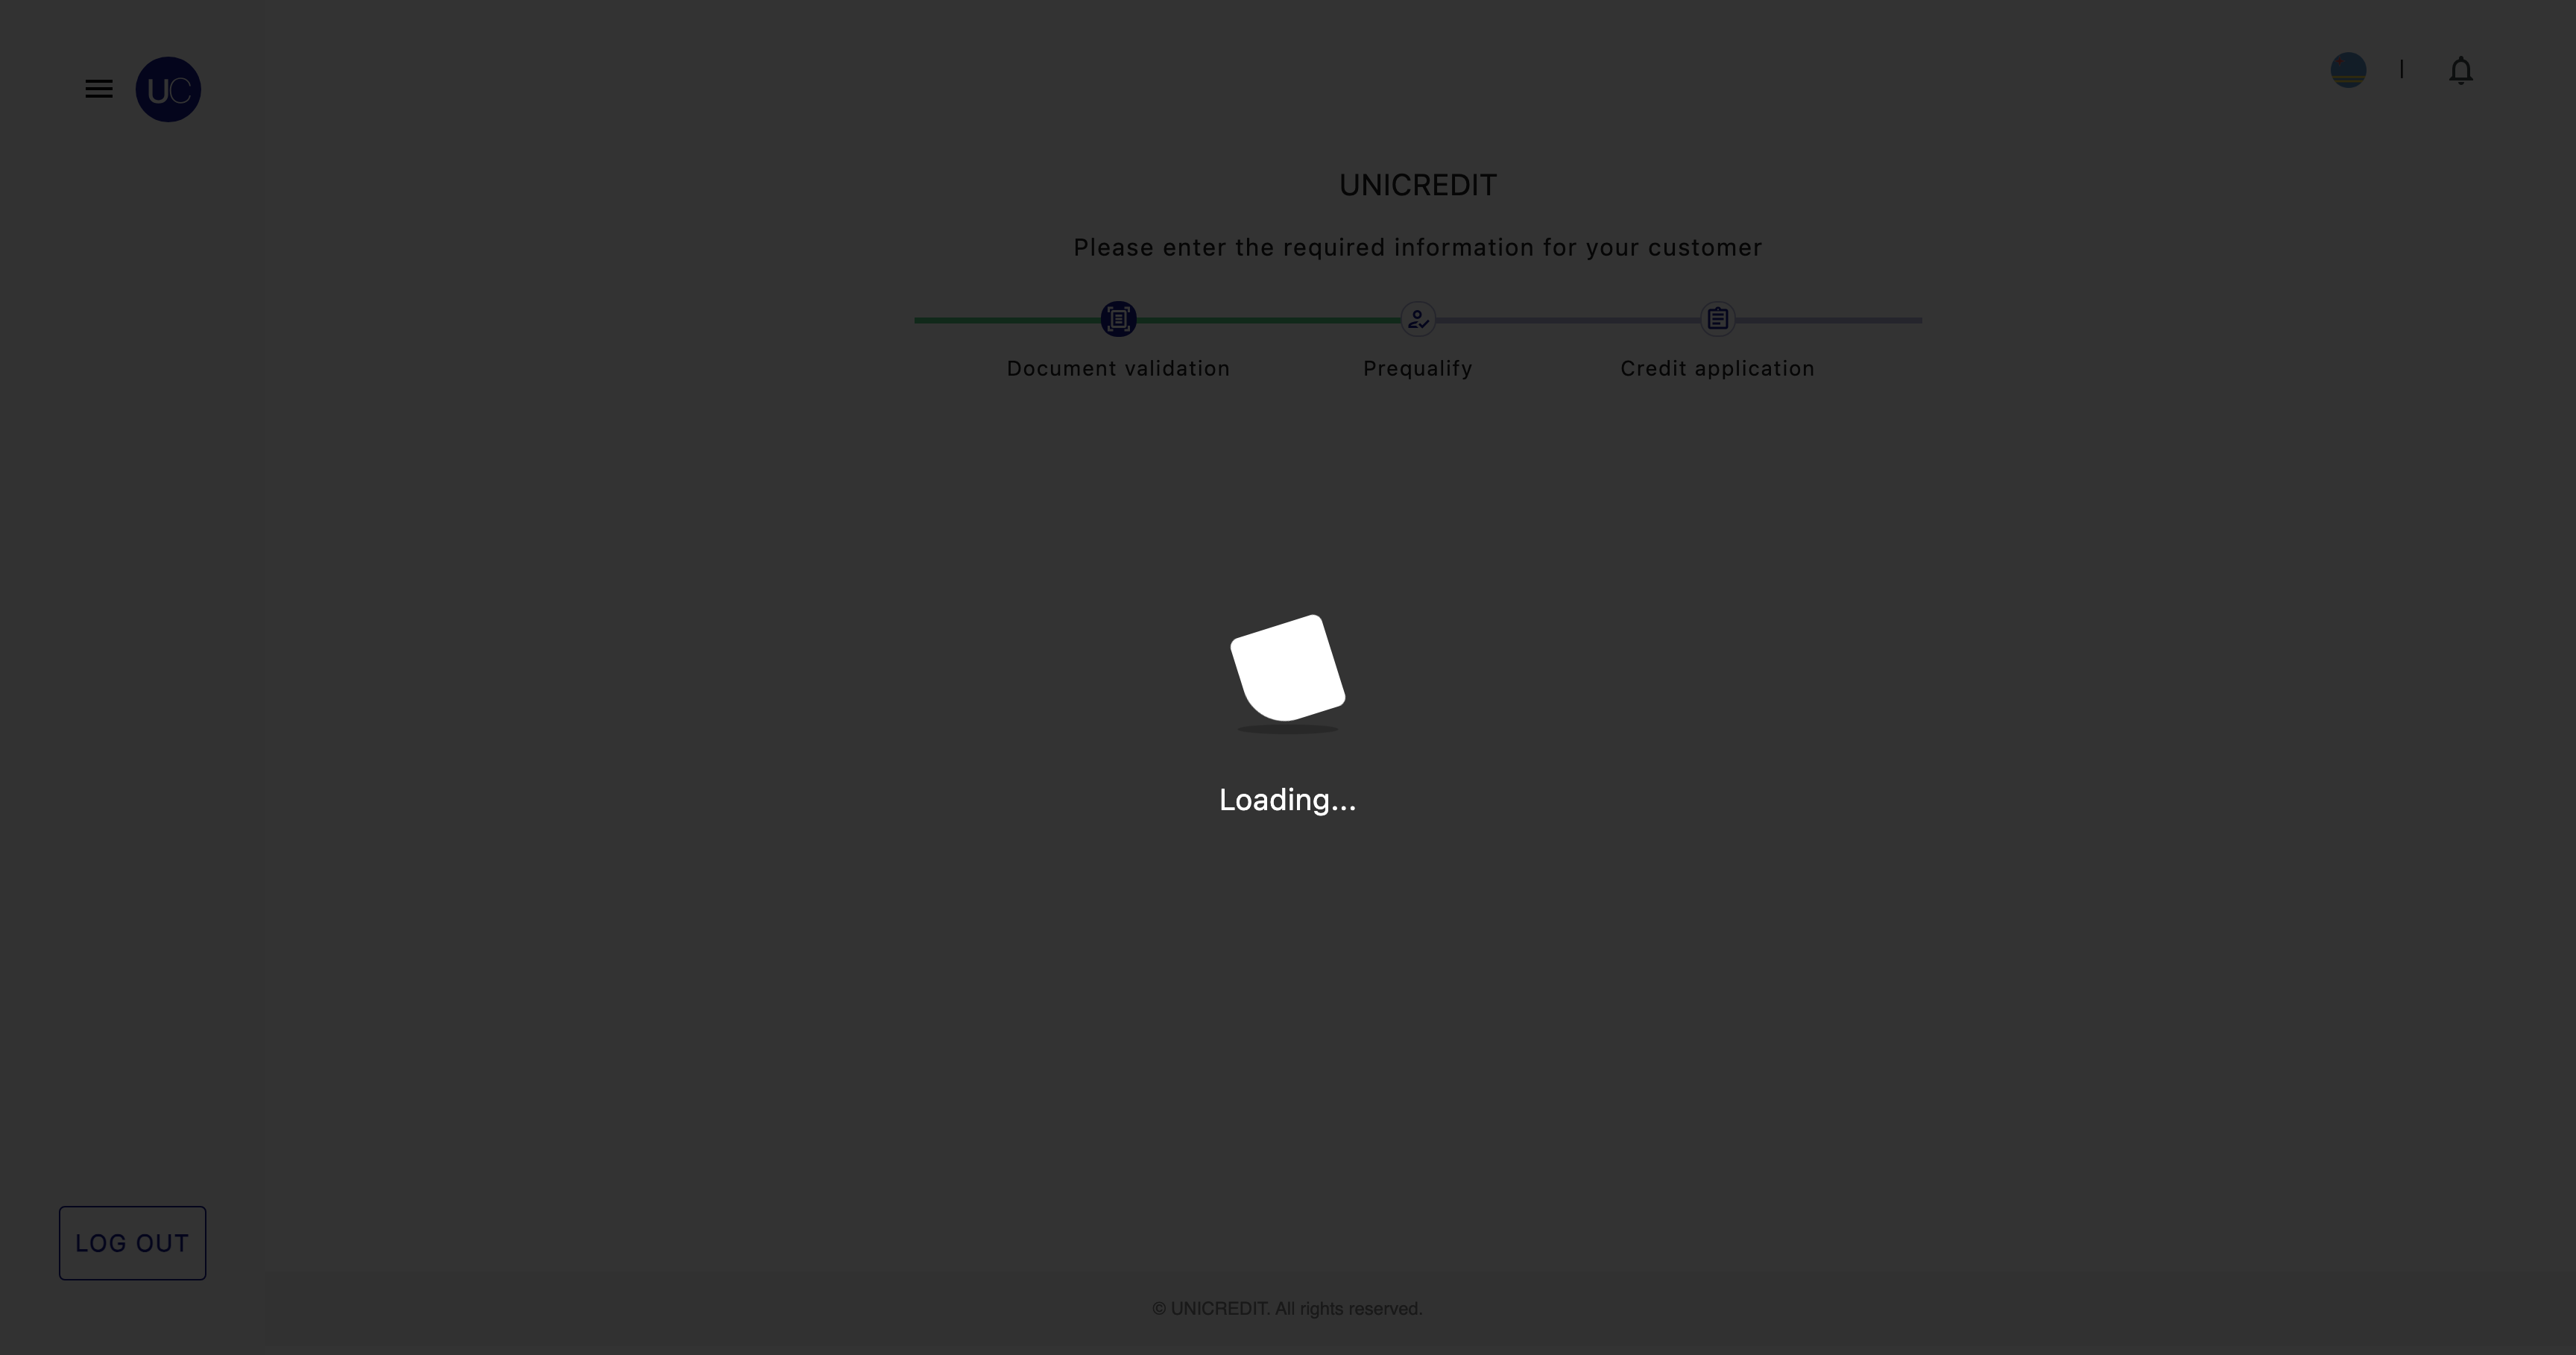 UC
UNICREDIT
Please enter the required information for your customer
Document validation
Prequalify
Credit application
Loading...
LOG OUT
© UNICREDIT. All rights reserved.